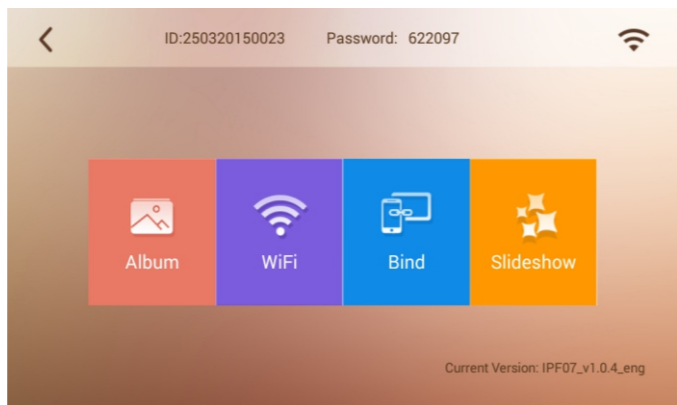 ID:250320150023 Password: 622097
Album WiFi Bind Slideshow
Current Version: IPF07_v1.0.4_eng